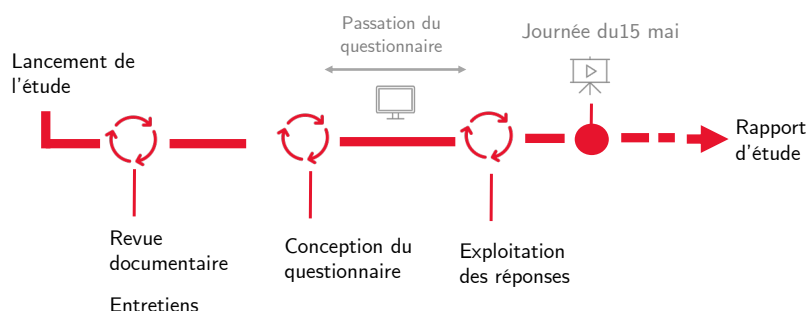 Lancement de
l'étude
Passation du
questionnaire
Journée du15 mai
Rapport
d'étude
Revue
documentaire
Entretiens
Conception du
questionnaire
Exploitation
des réponses